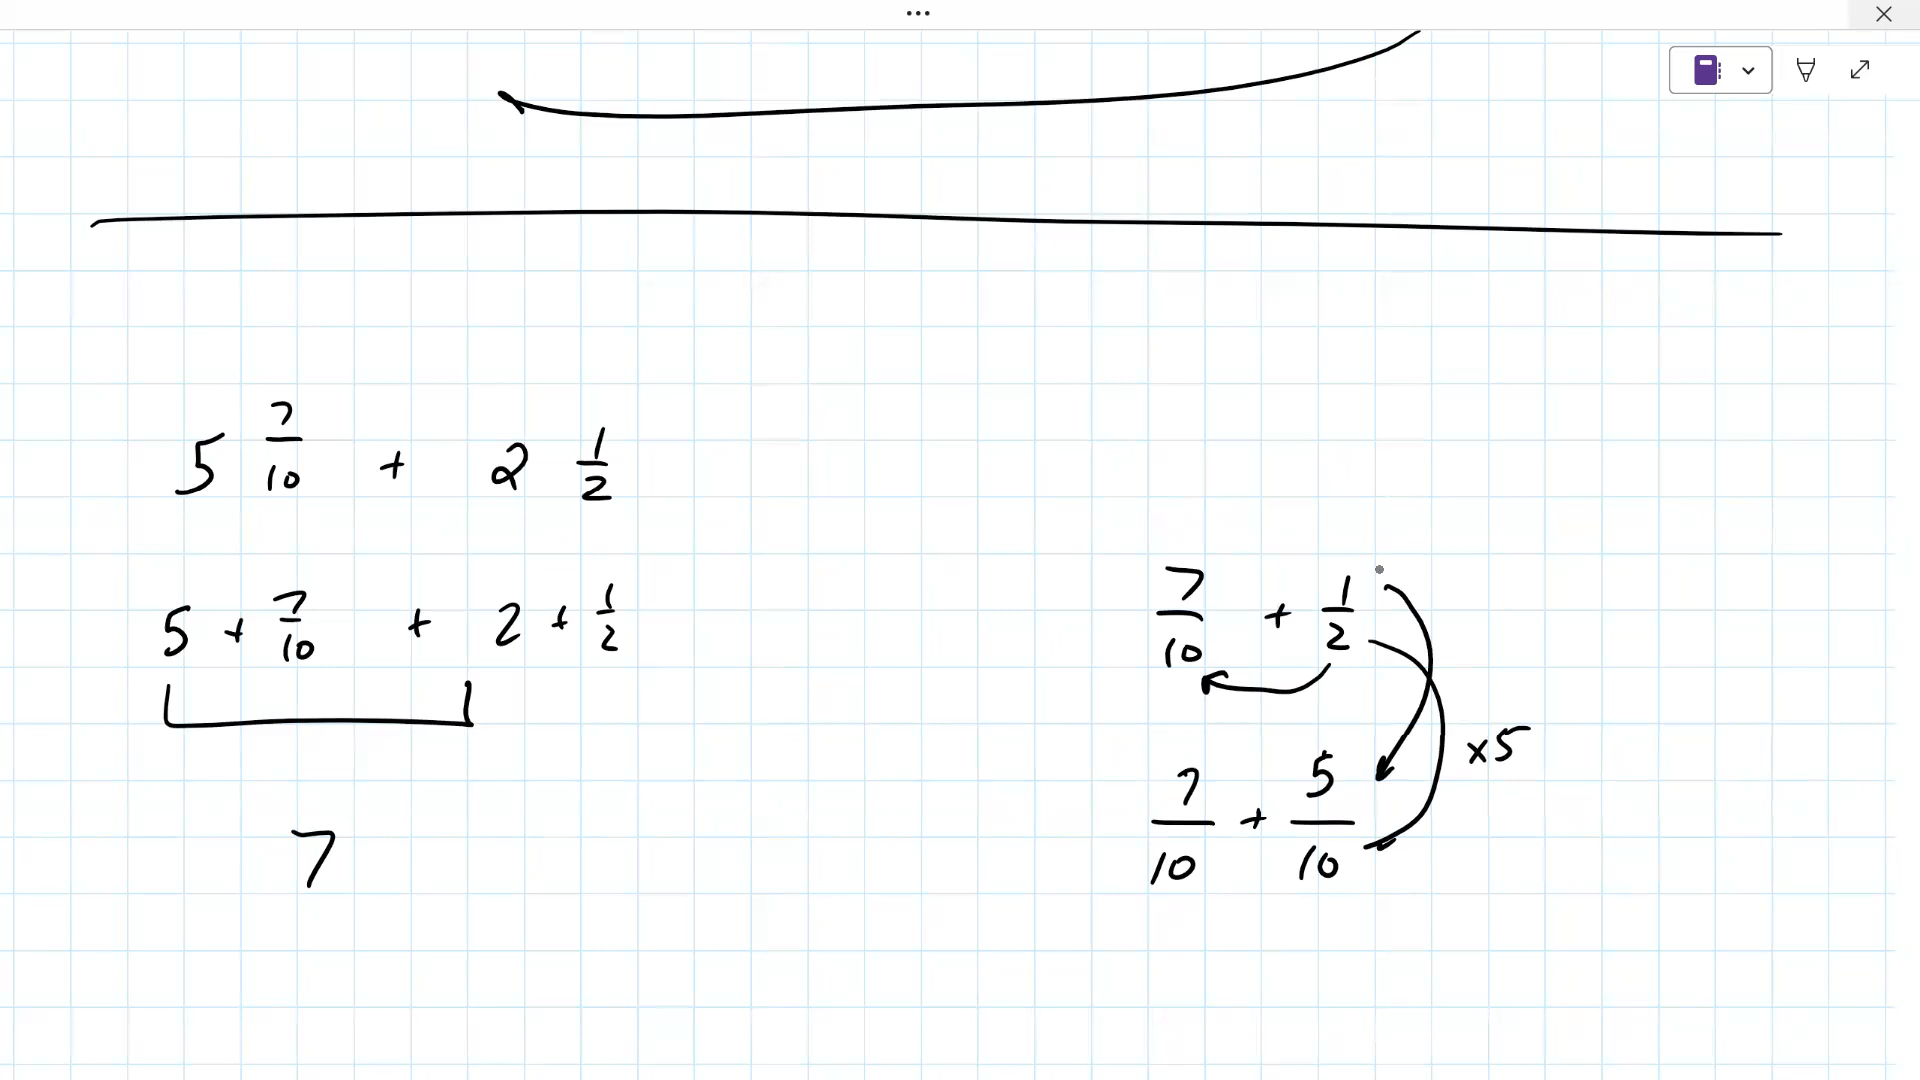 5 7/10 + 2 1/2
5 + 7/10 + 2 + 1/2
7
7/10 + 1/2
×5
7/10 + 5/10